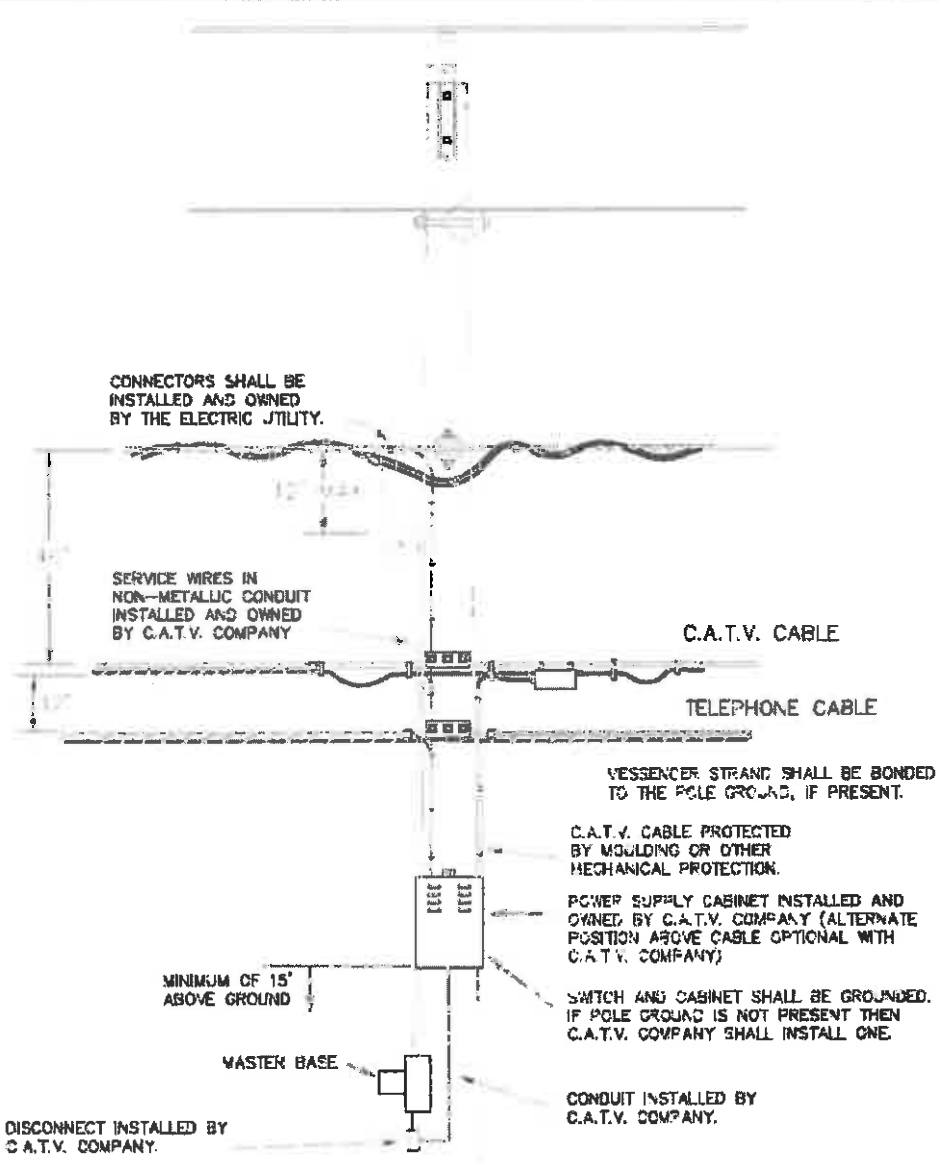 CONNECTORS SHALL BE
INSTALLED AND OWNED
BY THE ELECTRIC UTILITY.
12"
SERVICE WIRES IN
NON-METALLIC CONDUIT
INSTALLED AND OWNED
BY C.A.T.V. COMPANY
C.A.T.V. CABLE
12"
TELEPHONE CABLE
MESSENGER STRAND SHALL BE BONDED
TO THE POLE GROUND, IF PRESENT.
C.A.T.V. CABLE PROTECTED
BY MOULDING OR OTHER
MECHANICAL PROTECTION.
POWER SUPPLY CABINET INSTALLED AND
OWNED BY C.A.T.V. COMPANY (ALTERNATE
POSITION ABOVE CABLE OPTIONAL WITH
C.A.T.V. COMPANY)
MINIMUM OF 15'
ABOVE GROUND
SWITCH AND CABINET SHALL BE GROUNDED.
IF POLE GROUND IS NOT PRESENT THEN
C.A.T.V. COMPANY SHALL INSTALL ONE.
MASTER BASE
CONDUIT INSTALLED BY
C.A.T.V. COMPANY.
DISCONNECT INSTALLED BY
C.A.T.V. COMPANY.